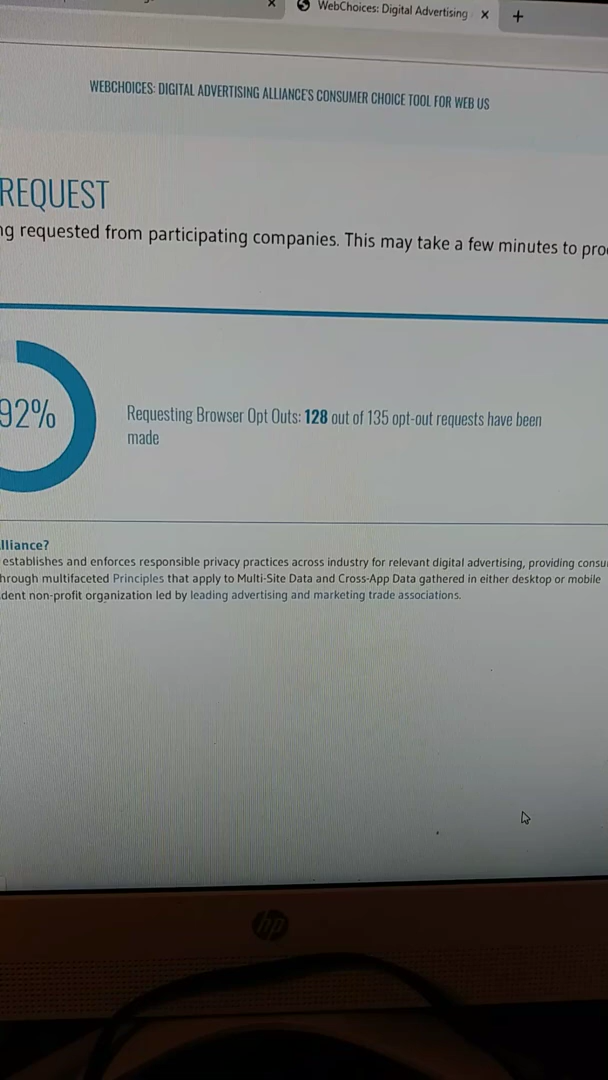 WebChoices: Digital Advertising
WEBCHOICES: DIGITAL ADVERTISING ALLIANCE'S CONSUMER CHOICE TOOL FOR WEB US
REQUEST
ng requested from participating companies. This may take a few minutes to pro
92%
Requesting Browser Opt Outs: 128 out of 135 opt-out requests have been
made
lliance?
establishes and enforces responsible privacy practices across industry for relevant digital advertising, providing consu
hrough multifaceted Principles that apply to Multi-Site Data and Cross-App Data gathered in either desktop or mobile
dent non-profit organization led by leading advertising and marketing trade associations.
hp